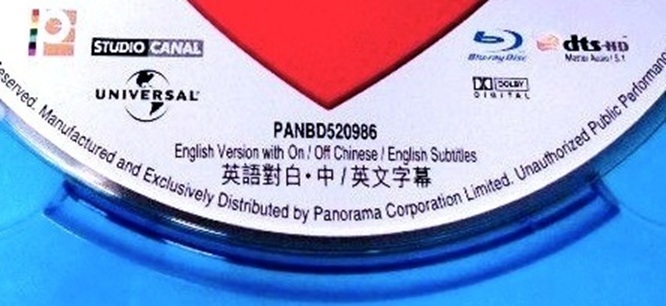 STUDIO CANAL
UNIVERSAL
Blu-ray Disc
dts-HD
Master Audio 5.1
DOLBY
DIGITAL
PANBD520986
English Version with On / Off Chinese / English Subtitles
英語對白‧中 / 英文字幕
Reserved. Manufactured and Exclusively Distributed by Panorama Corporation Limited. Unauthorized Public Performance